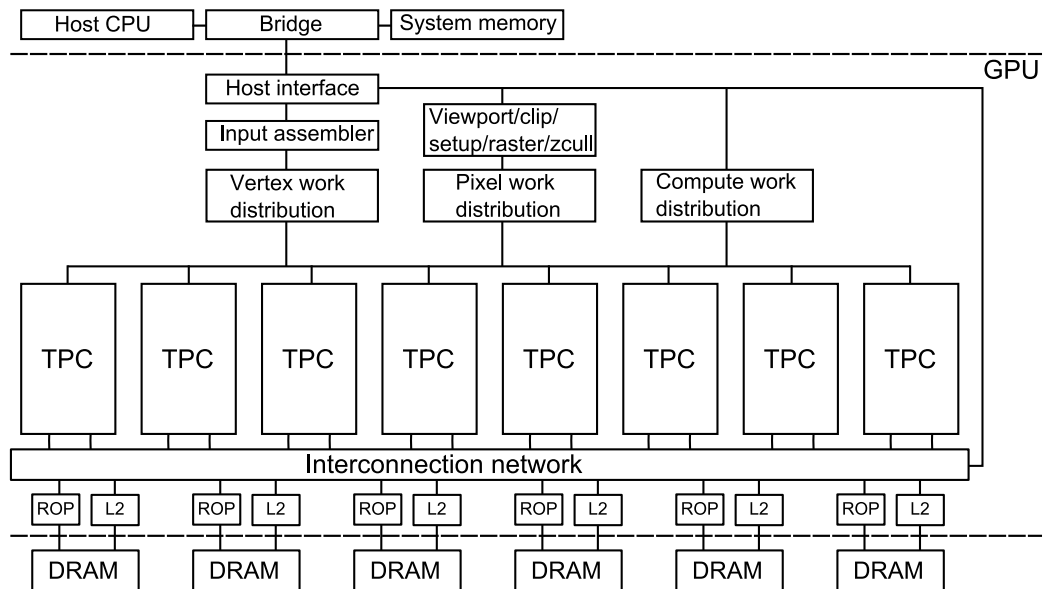 Host CPU
Bridge
System memory
GPU
Host interface
Input assembler
Viewport/clip/
setup/raster/zcull
Vertex work
distribution
Pixel work
distribution
Compute work
distribution
TPC
TPC
TPC
TPC
TPC
TPC
TPC
TPC
Interconnection network
ROP
L2
ROP
L2
ROP
L2
ROP
L2
ROP
L2
ROP
L2
DRAM
DRAM
DRAM
DRAM
DRAM
DRAM